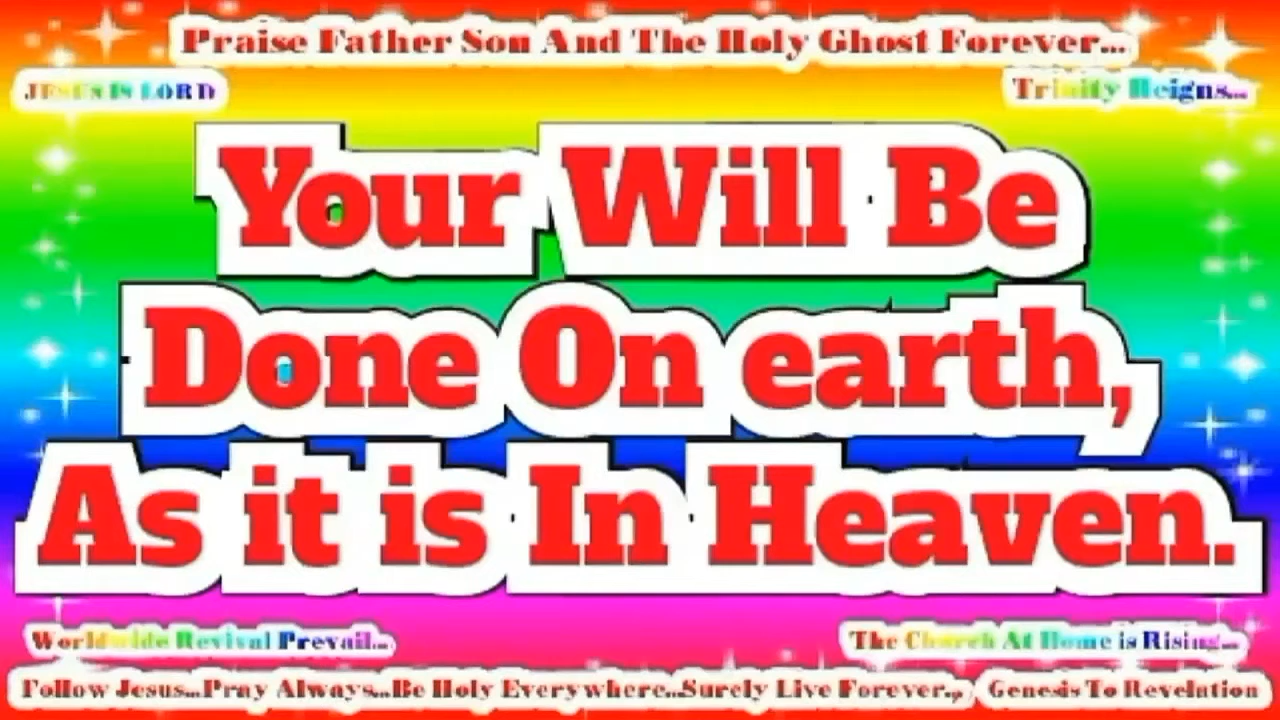 Praise Father Son And The Holy Ghost Forever...
JESUS IS LORD
Trinity Reigns...
Your Will Be
Done On earth,
As it is In Heaven.
Worldwide Revival Prevail...
The Church At Home is Rising...
Follow Jesus...Pray Always...Be Holy Everywhere...Surely Live Forever..,
Genesis To Revelation